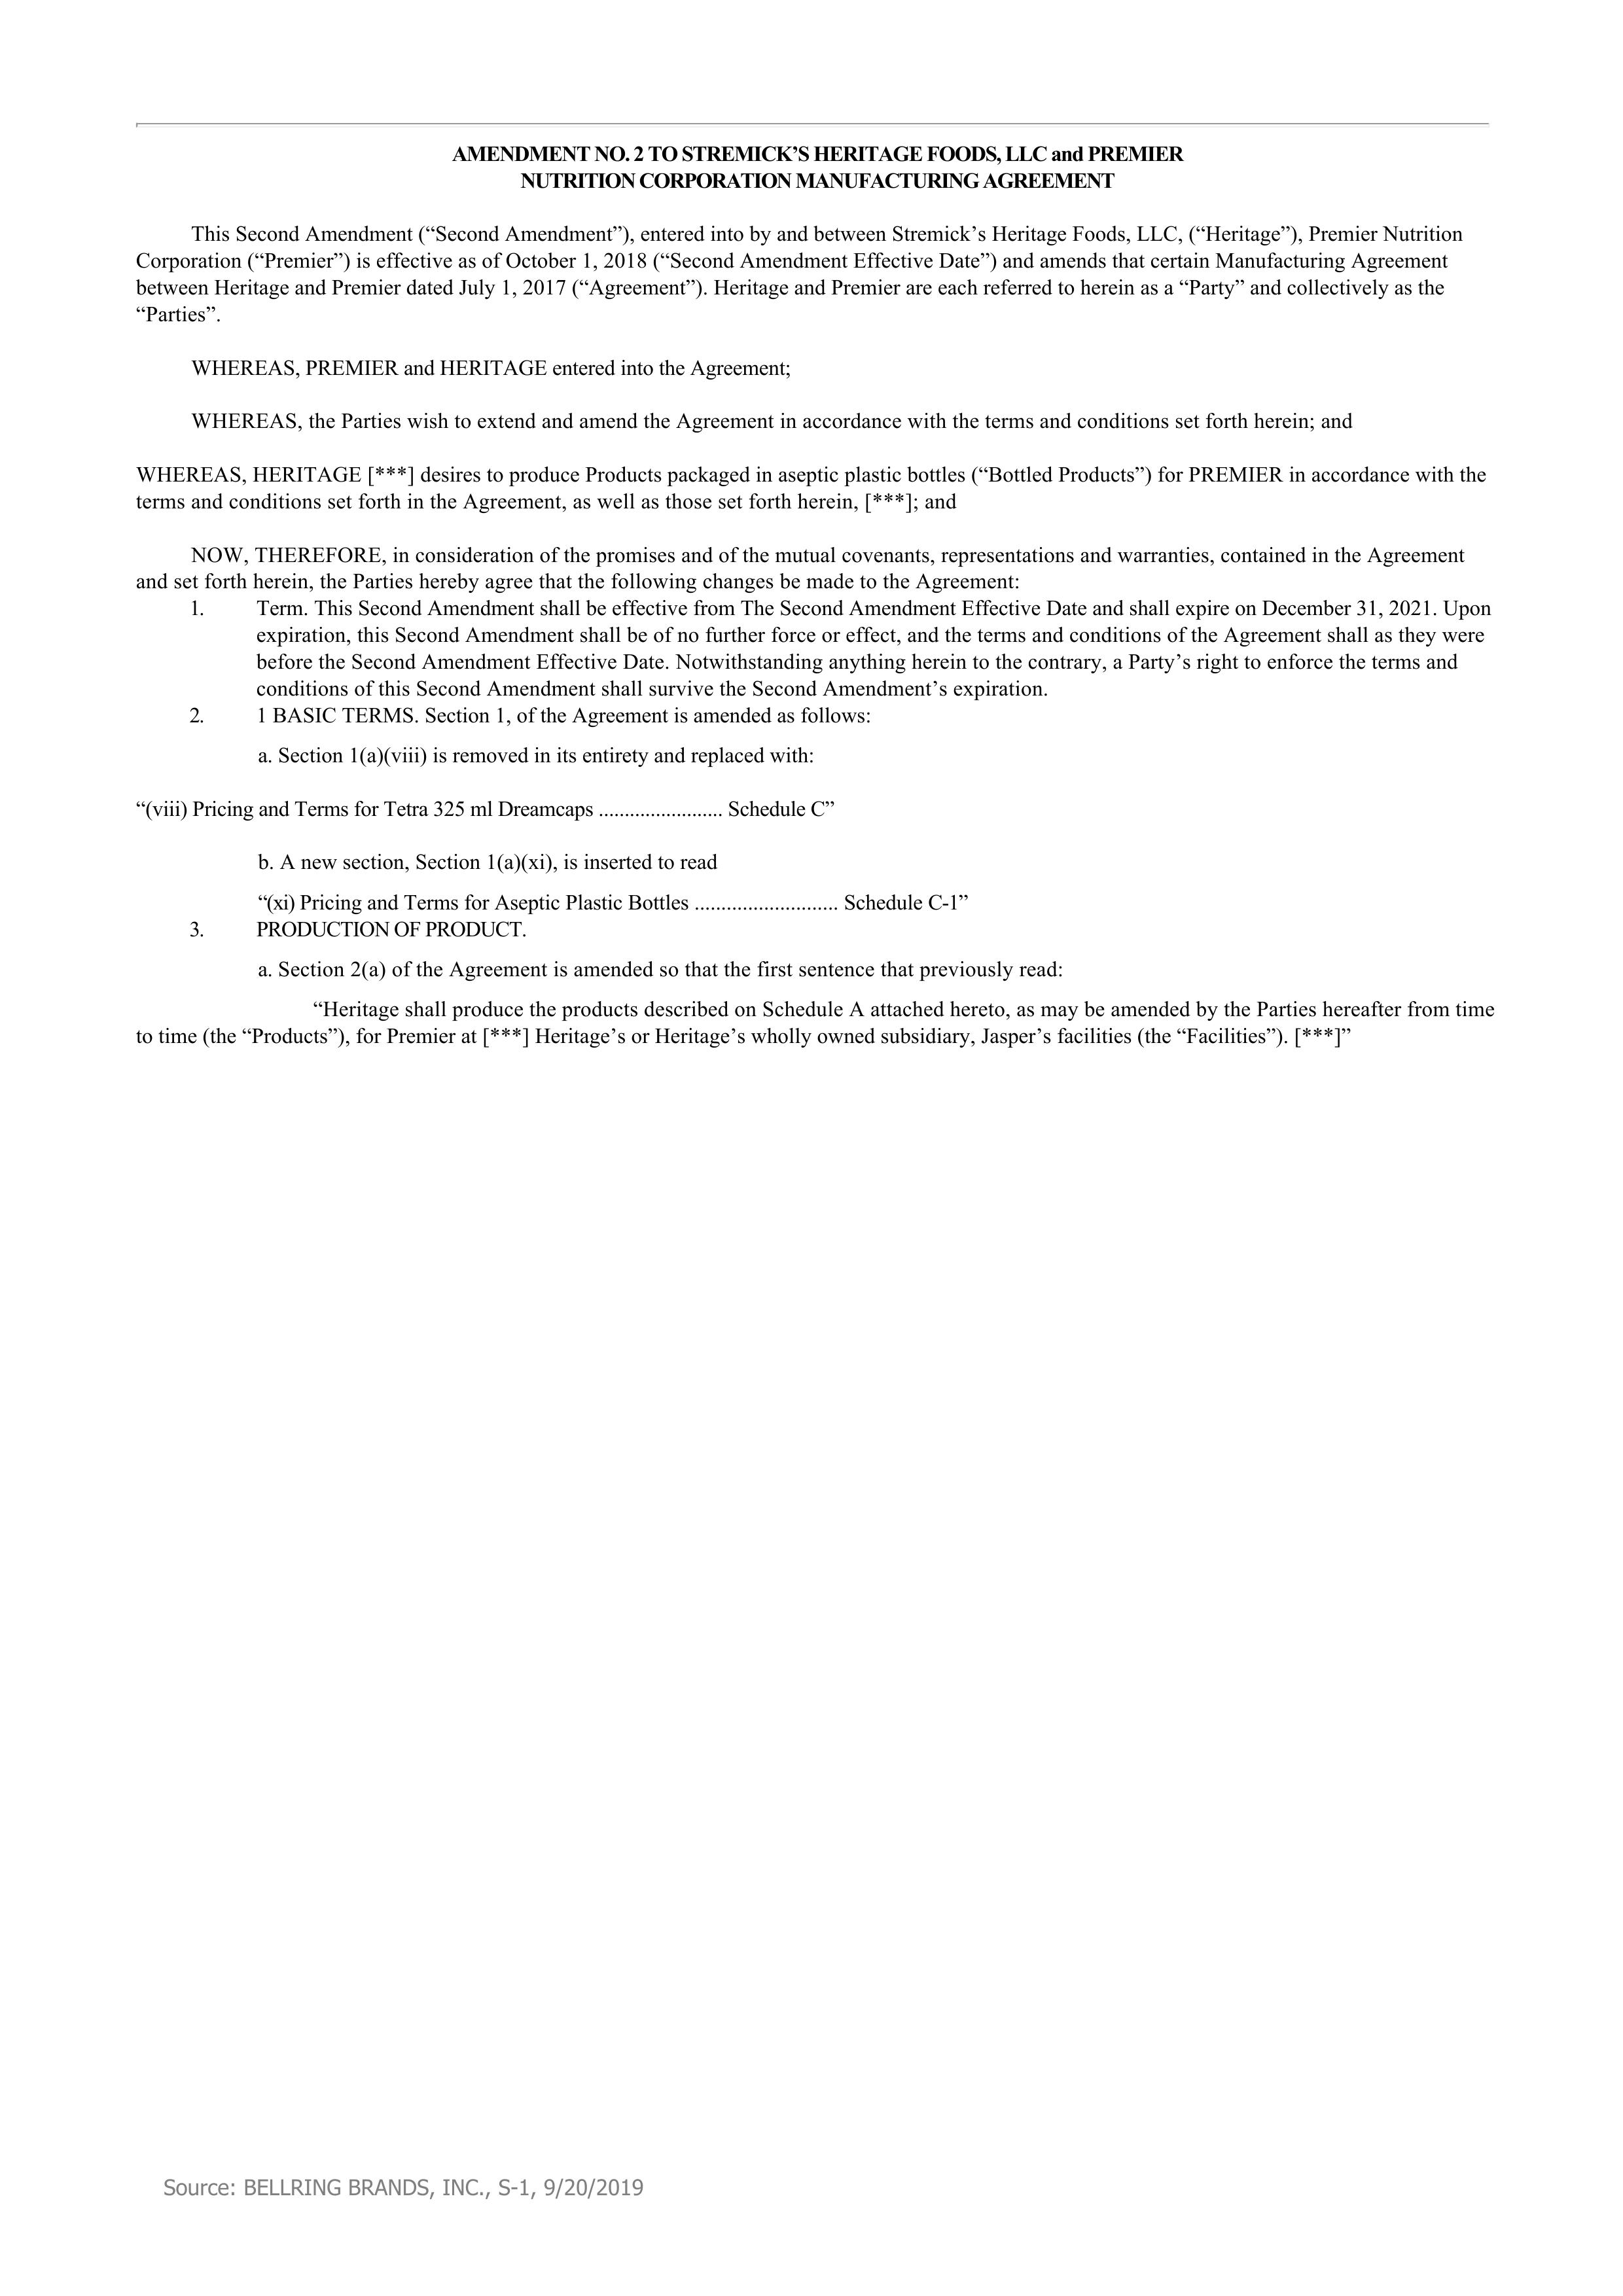 AMENDMENT NO. 2 TO STREMICK’S HERITAGE FOODS, LLC and PREMIER
NUTRITION CORPORATION MANUFACTURING AGREEMENT
This Second Amendment (“Second Amendment”), entered into by and between Stremick’s Heritage Foods, LLC, (“Heritage”), Premier Nutrition
Corporation (“Premier”) is effective as of October 1, 2018 (“Second Amendment Effective Date”) and amends that certain Manufacturing Agreement
between Heritage and Premier dated July 1, 2017 (“Agreement”). Heritage and Premier are each referred to herein as a “Party” and collectively as the
“Parties”.
WHEREAS, PREMIER and HERITAGE entered into the Agreement;
WHEREAS, the Parties wish to extend and amend the Agreement in accordance with the terms and conditions set forth herein; and
WHEREAS, HERITAGE [***] desires to produce Products packaged in aseptic plastic bottles (“Bottled Products”) for PREMIER in accordance with the
terms and conditions set forth in the Agreement, as well as those set forth herein, [***]; and
NOW, THEREFORE, in consideration of the promises and of the mutual covenants, representations and warranties, contained in the Agreement
and set forth herein, the Parties hereby agree that the following changes be made to the Agreement:
1. Term. This Second Amendment shall be effective from The Second Amendment Effective Date and shall expire on December 31, 2021. Upon
expiration, this Second Amendment shall be of no further force or effect, and the terms and conditions of the Agreement shall as they were
before the Second Amendment Effective Date. Notwithstanding anything herein to the contrary, a Party’s right to enforce the terms and
conditions of this Second Amendment shall survive the Second Amendment’s expiration.
2. 1 BASIC TERMS. Section 1, of the Agreement is amended as follows:
a. Section 1(a)(viii) is removed in its entirety and replaced with:
“(viii) Pricing and Terms for Tetra 325 ml Dreamcaps ........................ Schedule C”
b. A new section, Section 1(a)(xi), is inserted to read
“(xi) Pricing and Terms for Aseptic Plastic Bottles ........................... Schedule C-1”
3. PRODUCTION OF PRODUCT.
a. Section 2(a) of the Agreement is amended so that the first sentence that previously read:
“Heritage shall produce the products described on Schedule A attached hereto, as may be amended by the Parties hereafter from time
to time (the “Products”), for Premier at [***] Heritage’s or Heritage’s wholly owned subsidiary, Jasper’s facilities (the “Facilities”). [***]”
Source: BELLRING BRANDS, INC., S-1, 9/20/2019